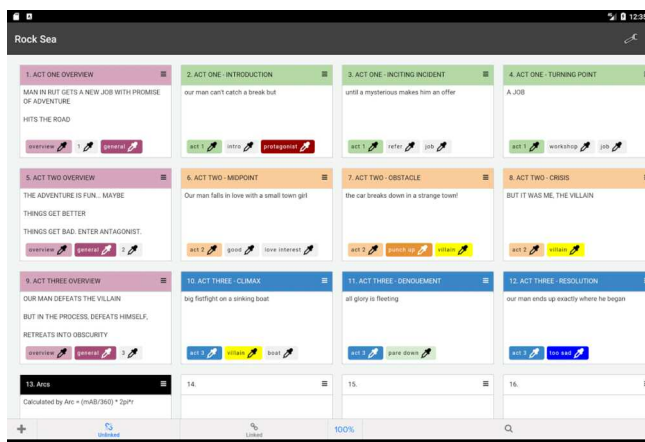 12:35
Rock Sea
1. ACT ONE OVERVIEW
MAN IN RUT GETS A NEW JOB WITH PROMISE
OF ADVENTURE
HITS THE ROAD
overview 1 general
2. ACT ONE - INTRODUCTION
our man can't catch a break but
act 1 intro protagonist
3. ACT ONE - INCITING INCIDENT
until a mysterious makes him an offer
act 1 refer job
4. ACT ONE - TURNING POINT
A JOB
act 1 workshop job
5. ACT TWO OVERVIEW
THE ADVENTURE IS FUN... MAYBE
THINGS GET BETTER
THINGS GET BAD. ENTER ANTAGONIST.
overview general 2
6. ACT TWO - MIDPOINT
Our man falls in love with a small town girl
act 2 good love interest
7. ACT TWO - OBSTACLE
the car breaks down in a strange town!
act 2 punch up villain
8. ACT TWO - CRISIS
BUT IT WAS ME, THE VILLAIN
act 2 villain
9. ACT THREE OVERVIEW
OUR MAN DEFEATS THE VILLAIN
BUT IN THE PROCESS, DEFEATS HIMSELF,
RETREATS INTO OBSCURITY
overview general 3
10. ACT THREE - CLIMAX
big fistfight on a sinking boat
act 3 villain boat
11. ACT THREE - DENOUEMENT
all glory is fleeting
act 3 pare down
12. ACT THREE - RESOLUTION
our man ends up exactly where he began
act 3 too sad
13. Arcs
Calculated by Arc = (mAB/360) * 2pi*r
14.
15.
16.
Unlinked
Linked
100%